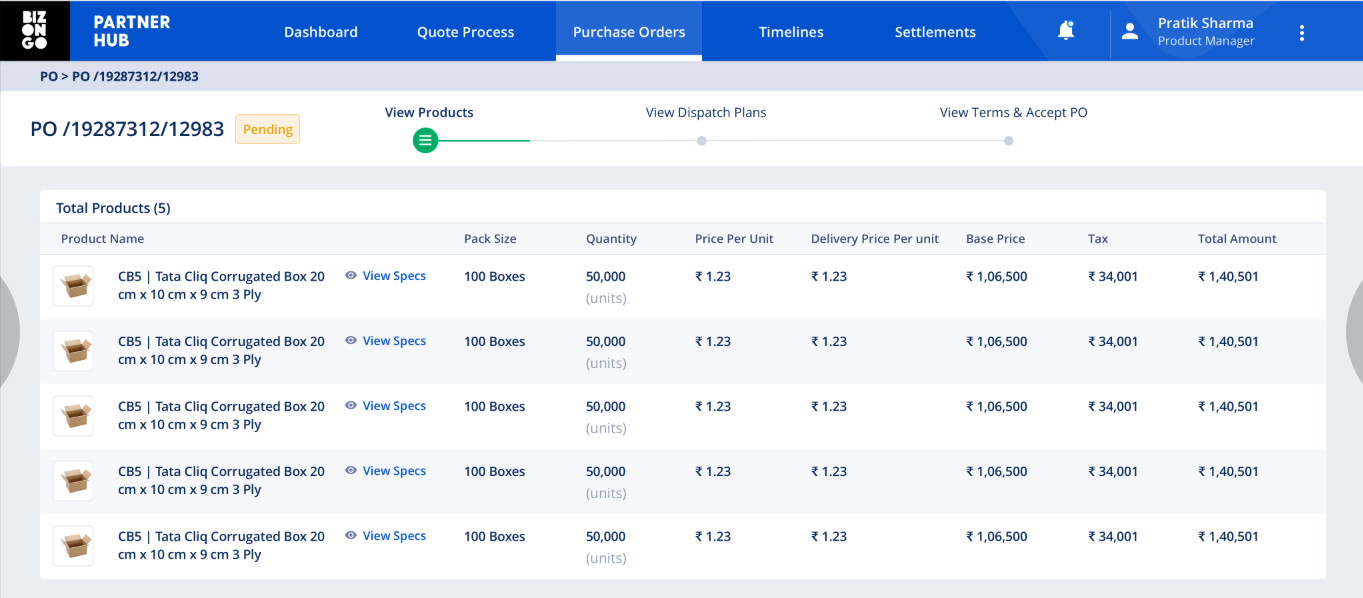 BIZ
ON
GO
PARTNER
HUB
Dashboard
Quote Process
Purchase Orders
Timelines
Settlements
Pratik Sharma
Product Manager
PO > PO /19287312/12983
PO /19287312/12983
Pending
View Products
View Dispatch Plans
View Terms & Accept PO
Total Products (5)
Product Name Pack Size Quantity Price Per Unit Delivery Price Per unit Base Price Tax Total Amount
CB5 | Tata Cliq Corrugated Box 20 View Specs 100 Boxes 50,000 ₹ 1.23 ₹ 1.23 ₹ 1,06,500 ₹ 34,001 ₹ 1,40,501
cm x 10 cm x 9 cm 3 Ply (units)
CB5 | Tata Cliq Corrugated Box 20 View Specs 100 Boxes 50,000 ₹ 1.23 ₹ 1.23 ₹ 1,06,500 ₹ 34,001 ₹ 1,40,501
cm x 10 cm x 9 cm 3 Ply (units)
CB5 | Tata Cliq Corrugated Box 20 View Specs 100 Boxes 50,000 ₹ 1.23 ₹ 1.23 ₹ 1,06,500 ₹ 34,001 ₹ 1,40,501
cm x 10 cm x 9 cm 3 Ply (units)
CB5 | Tata Cliq Corrugated Box 20 View Specs 100 Boxes 50,000 ₹ 1.23 ₹ 1.23 ₹ 1,06,500 ₹ 34,001 ₹ 1,40,501
cm x 10 cm x 9 cm 3 Ply (units)
CB5 | Tata Cliq Corrugated Box 20 View Specs 100 Boxes 50,000 ₹ 1.23 ₹ 1.23 ₹ 1,06,500 ₹ 34,001 ₹ 1,40,501
cm x 10 cm x 9 cm 3 Ply (units)